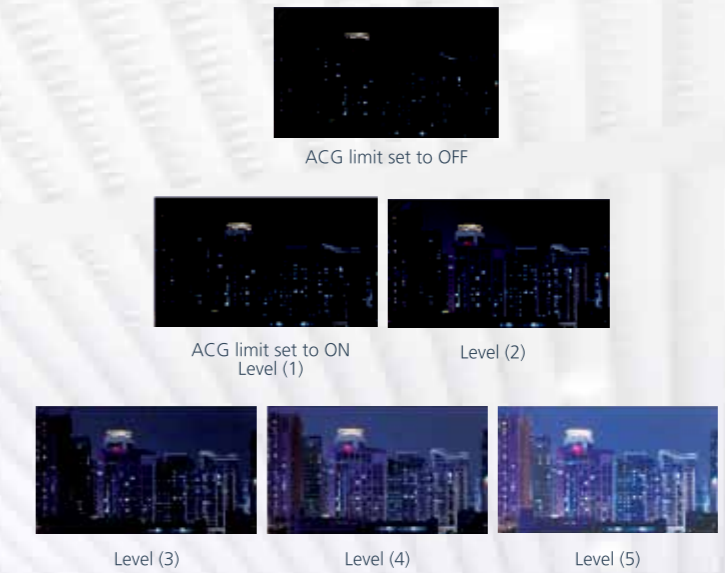 ACG limit set to OFF
ACG limit set to ON
Level (1)
Level (2)
Level (3)
Level (4)
Level (5)